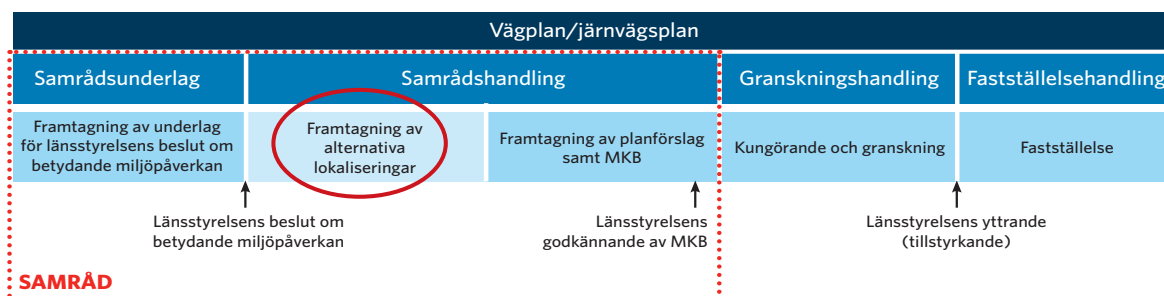 Vägplan/järnvägsplan
Samrådsunderlag
Samrådshandling
Granskningshandling
Fastställelsehandling
Framtagning av underlag
för länsstyrelsens beslut om
betydande miljöpåverkan
Framtagning av
alternativa
lokaliseringar
Framtagning av planförslag
samt MKB
Kungörande och granskning
Fastställelse
Länsstyrelsens beslut om
betydande miljöpåverkan
Länsstyrelsens
godkännande av MKB
Länsstyrelsens yttrande
(tillstyrkande)
SAMRÅD